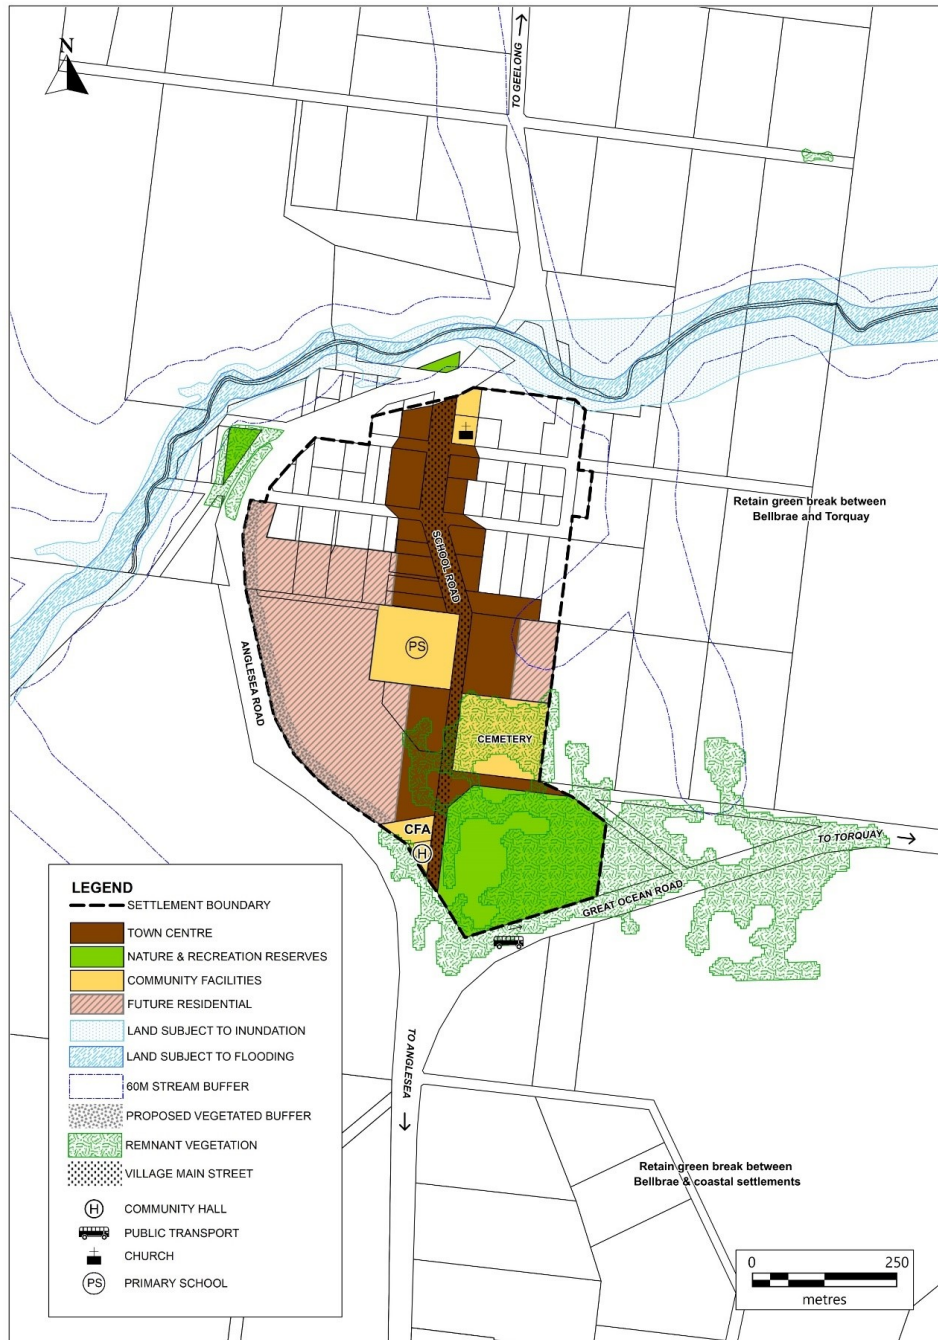 N
TO GEELONG
Retain green break between
Bellbrae and Torquay
SCHOOL ROAD
PS
ANGLESEA ROAD
CEMETERY
CFA
H
TO TORQUAY
GREAT OCEAN ROAD
TO ANGLESEA
Retain green break between
Bellbrae & coastal settlements
LEGEND
SETTLEMENT BOUNDARY
TOWN CENTRE
NATURE & RECREATION RESERVES
COMMUNITY FACILITIES
FUTURE RESIDENTIAL
LAND SUBJECT TO INUNDATION
LAND SUBJECT TO FLOODING
60M STREAM BUFFER
PROPOSED VEGETATED BUFFER
REMNANT VEGETATION
VILLAGE MAIN STREET
H COMMUNITY HALL
PUBLIC TRANSPORT
CHURCH
PS PRIMARY SCHOOL
0 250
metres